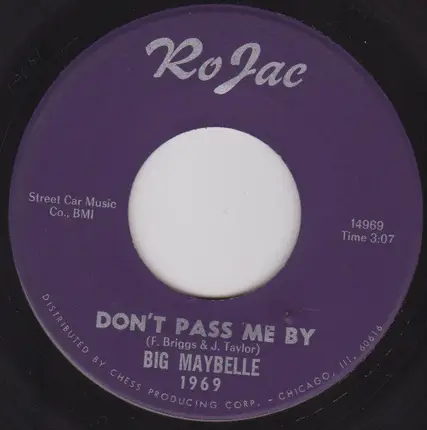 RoJac
Street Car Music
Co., BMI
14969
Time 3:07
DON'T PASS ME BY
(F. Briggs & J. Taylor)
BIG MAYBELLE
1969
DISTRIBUTED BY CHESS PRODUCING CORP. - CHICAGO, ILL. 60616